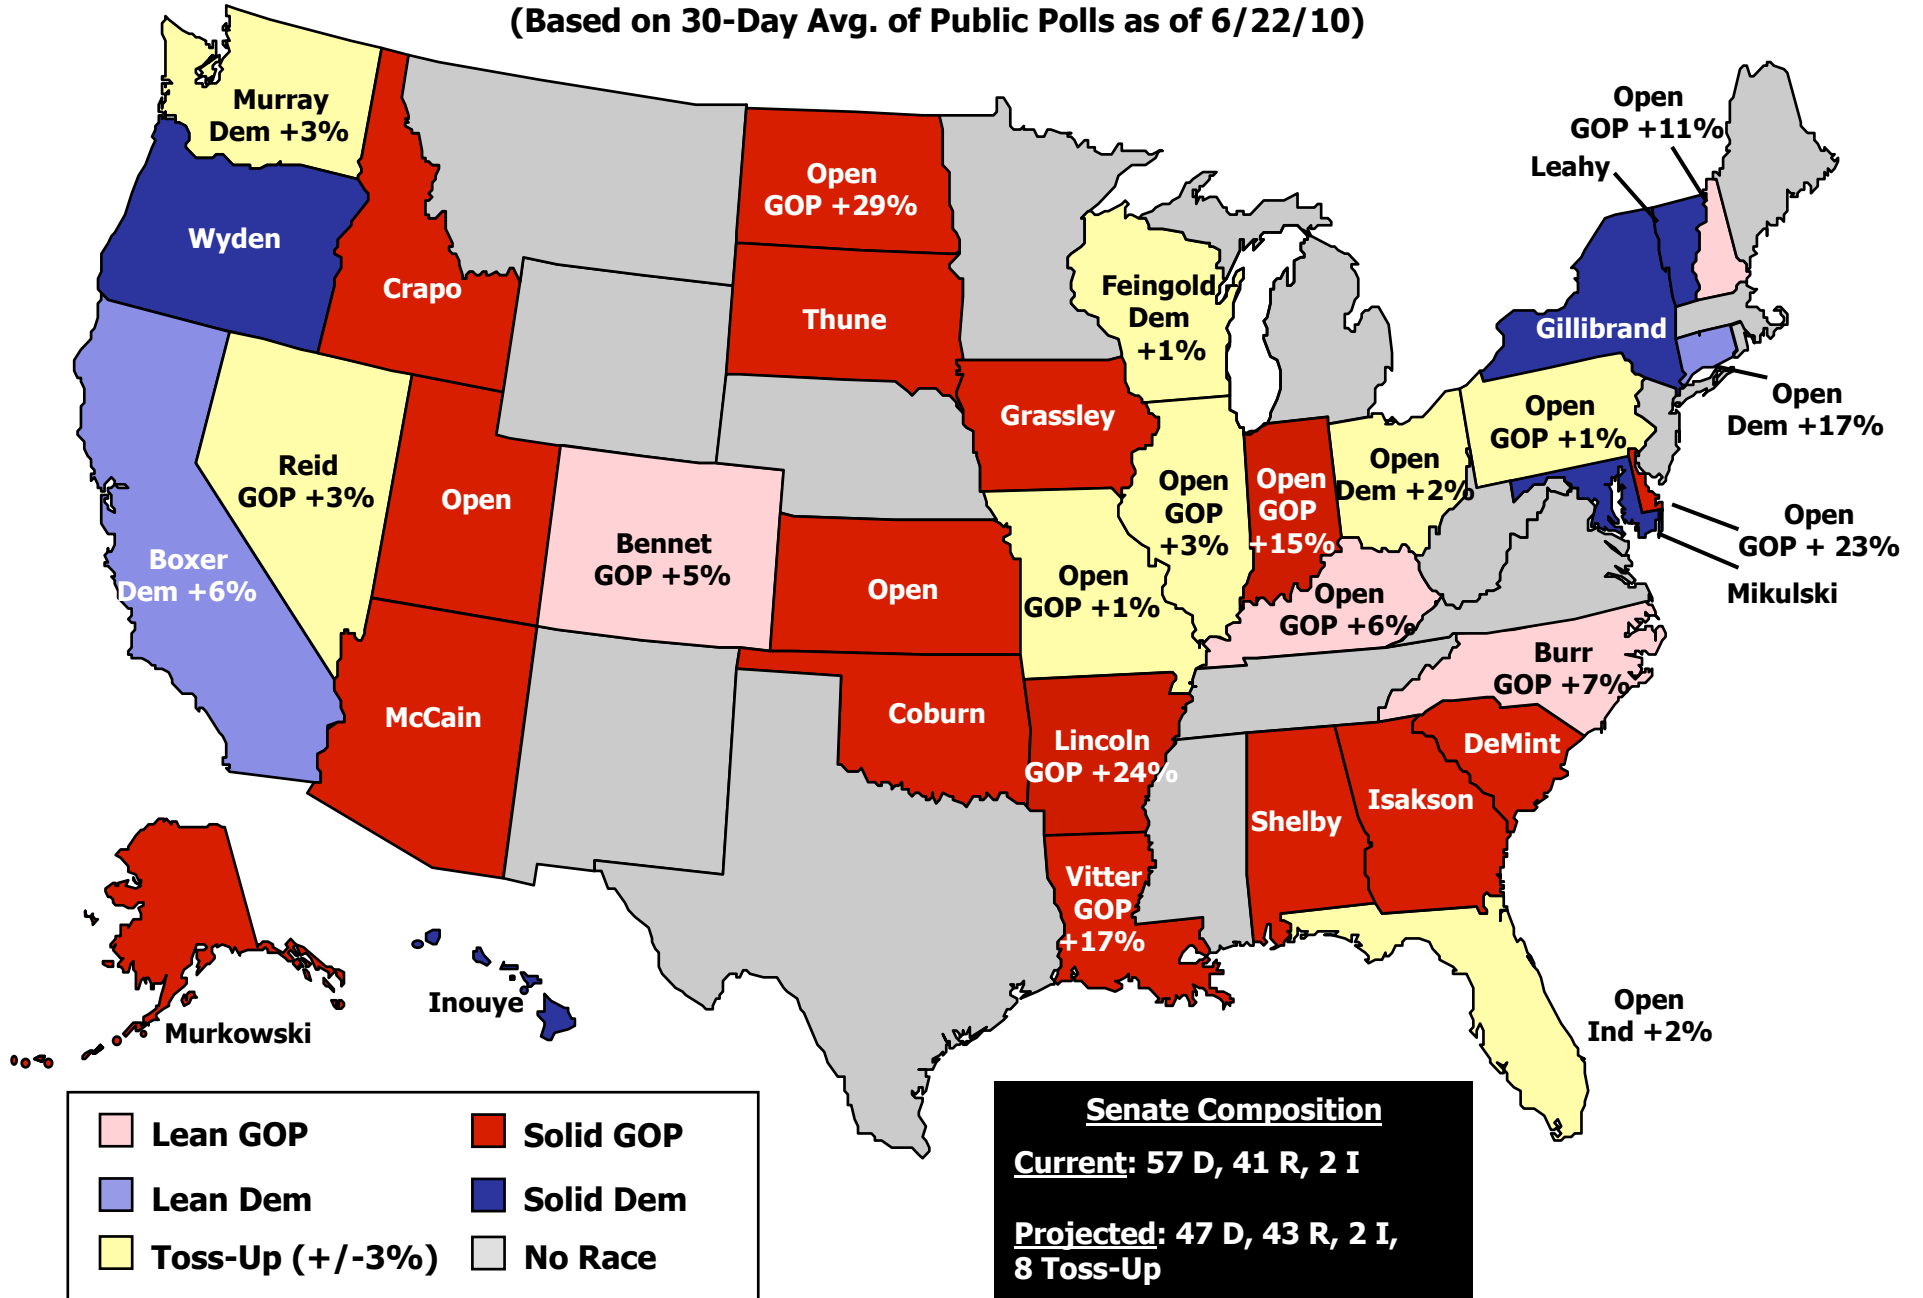 (Based on 30-Day Avg. of Public Polls as of 6/22/10)
Murray
Dem +3%
Wyden
Crapo
Open
GOP +29%
Thune
Feingold
Dem
+1%
Open
GOP +11%
Leahy
Gillibrand
Open
Dem +17%
Reid
GOP +3%
Open
Grassley
Open
GOP
+3%
Open
GOP
+15%
Open
Dem +2%
Open
GOP +1%
Open
GOP + 23%
Mikulski
Boxer
Dem +6%
Bennet
GOP +5%
Open
Open
GOP +1%
Open
GOP +6%
Burr
GOP +7%
McCain
Coburn
Lincoln
GOP +24%
DeMint
Isakson
Shelby
Vitter
GOP
+17%
Open
Ind +2%
Murkowski
Inouye
Lean GOP
Solid GOP
Lean Dem
Solid Dem
Toss-Up (+/-3%)
No Race
Senate Composition
Current: 57 D, 41 R, 2 I
Projected: 47 D, 43 R, 2 I,
8 Toss-Up